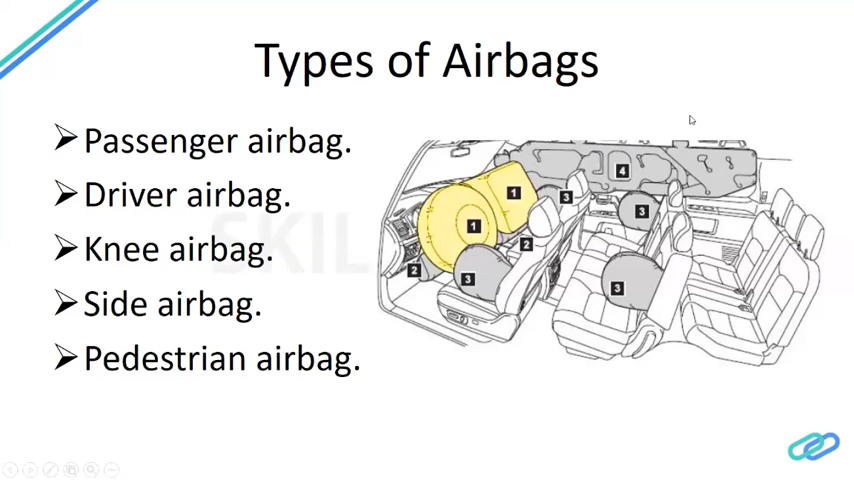 Types of Airbags
Passenger airbag.
Driver airbag.
Knee airbag.
Side airbag.
Pedestrian airbag.
SKIL
4
1
3
3
1
2
2
3
3